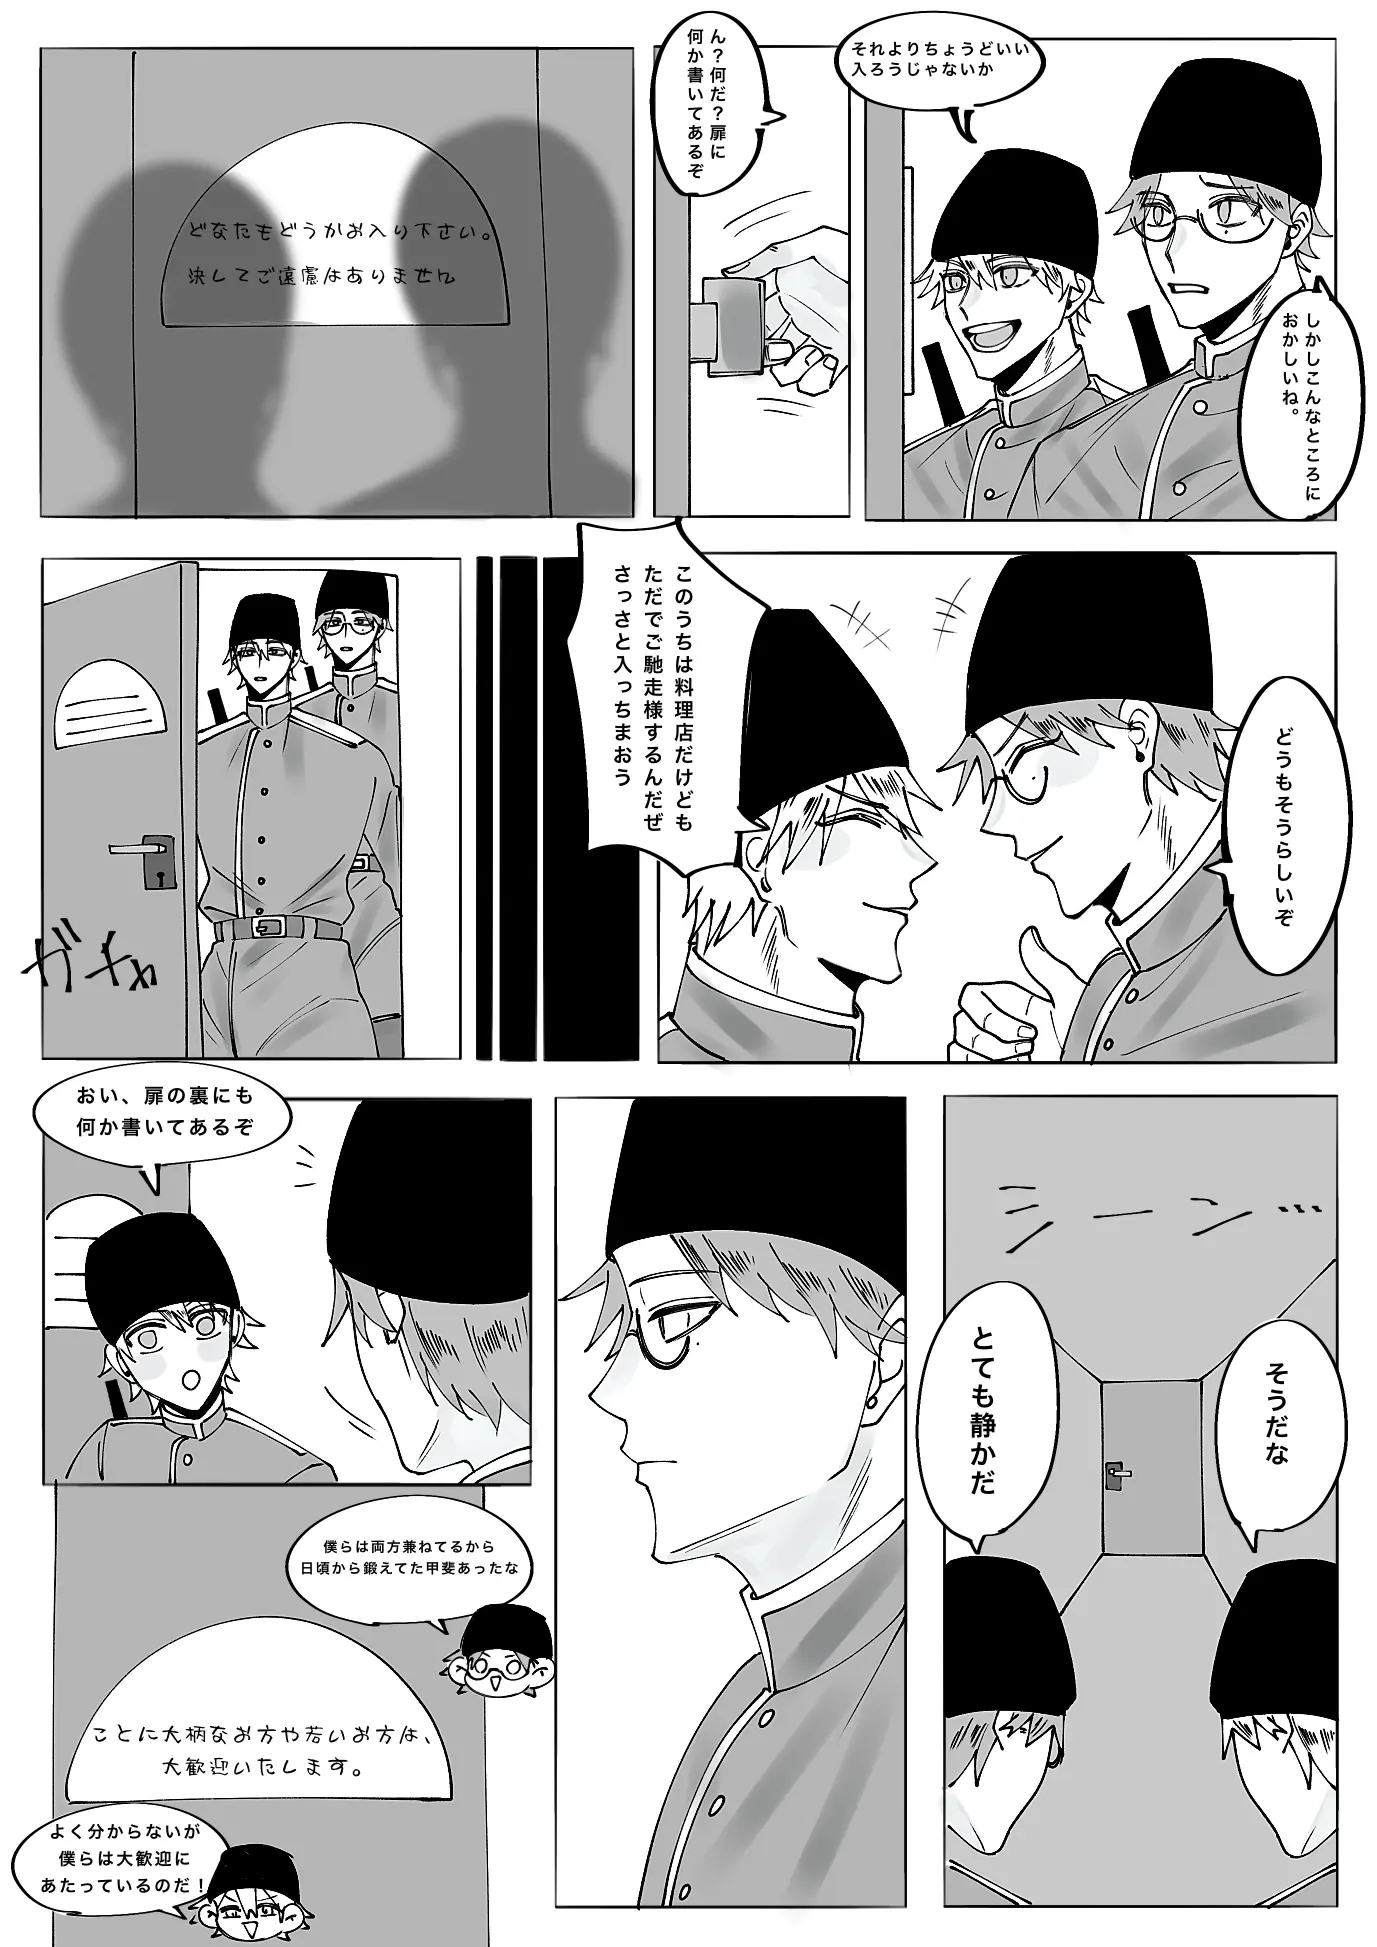 それよりちょうどいい
入ろうじゃないか
しかしこんなところに
おかしいね。
ん？何だ？扉に
何か書いてあるぞ
どなたもどうかお入り下さい。
決してご遠慮はありません
どうもそうらしいぞ
このうちは料理店だけども
ただでご馳走様するんだぜ
さっさと入っちまおう
ガチャ
シーン…
そうだな
とても静かだ
おい、扉の裏にも
何か書いてあるぞ
僕らは両方兼ねてるから
日頃から鍛えてた甲斐あったな
ことに大柄なお方や若いお方は、
大歓迎いたします。
よく分からないが
僕らは大歓迎に
あたっているのだ！